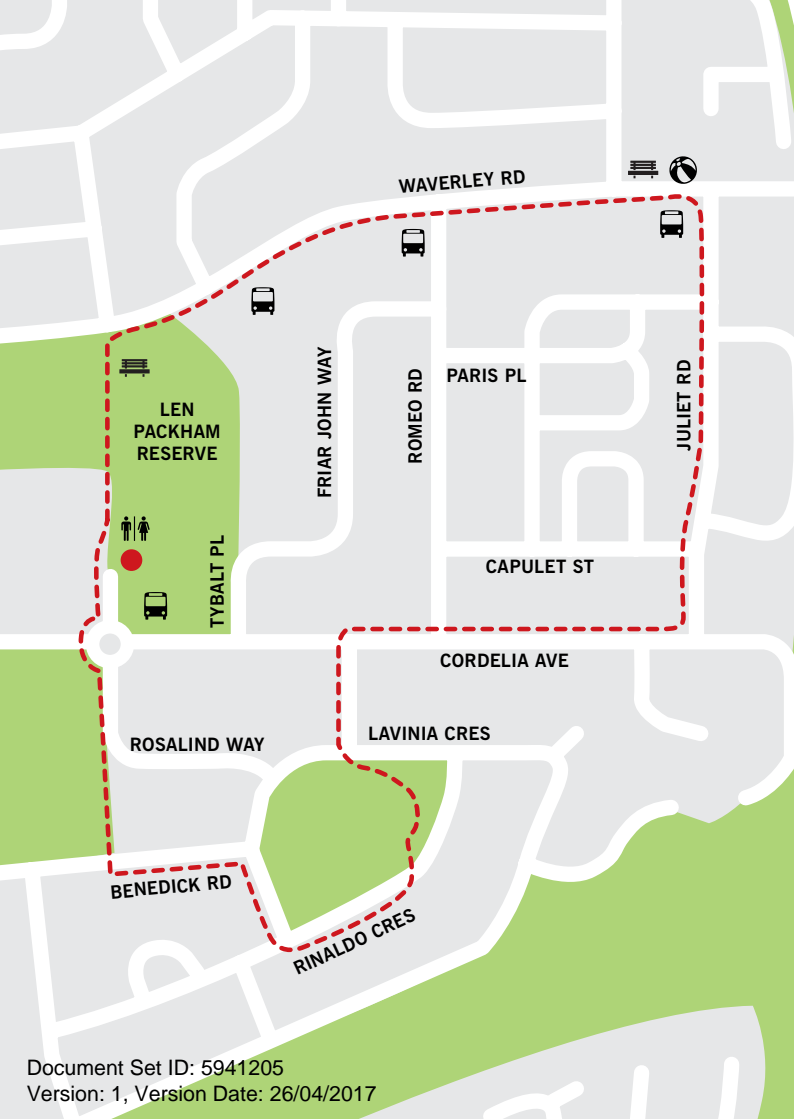 WAVERLEY RD
FRIAR JOHN WAY
ROMEO RD
PARIS PL
JULIET RD
LEN
PACKHAM
RESERVE
TYBALT PL
CAPULET ST
CORDELIA AVE
LAVINIA CRES
ROSALIND WAY
BENEDICK RD
RINALDO CRES
Document Set ID: 5941205
Version: 1, Version Date: 26/04/2017